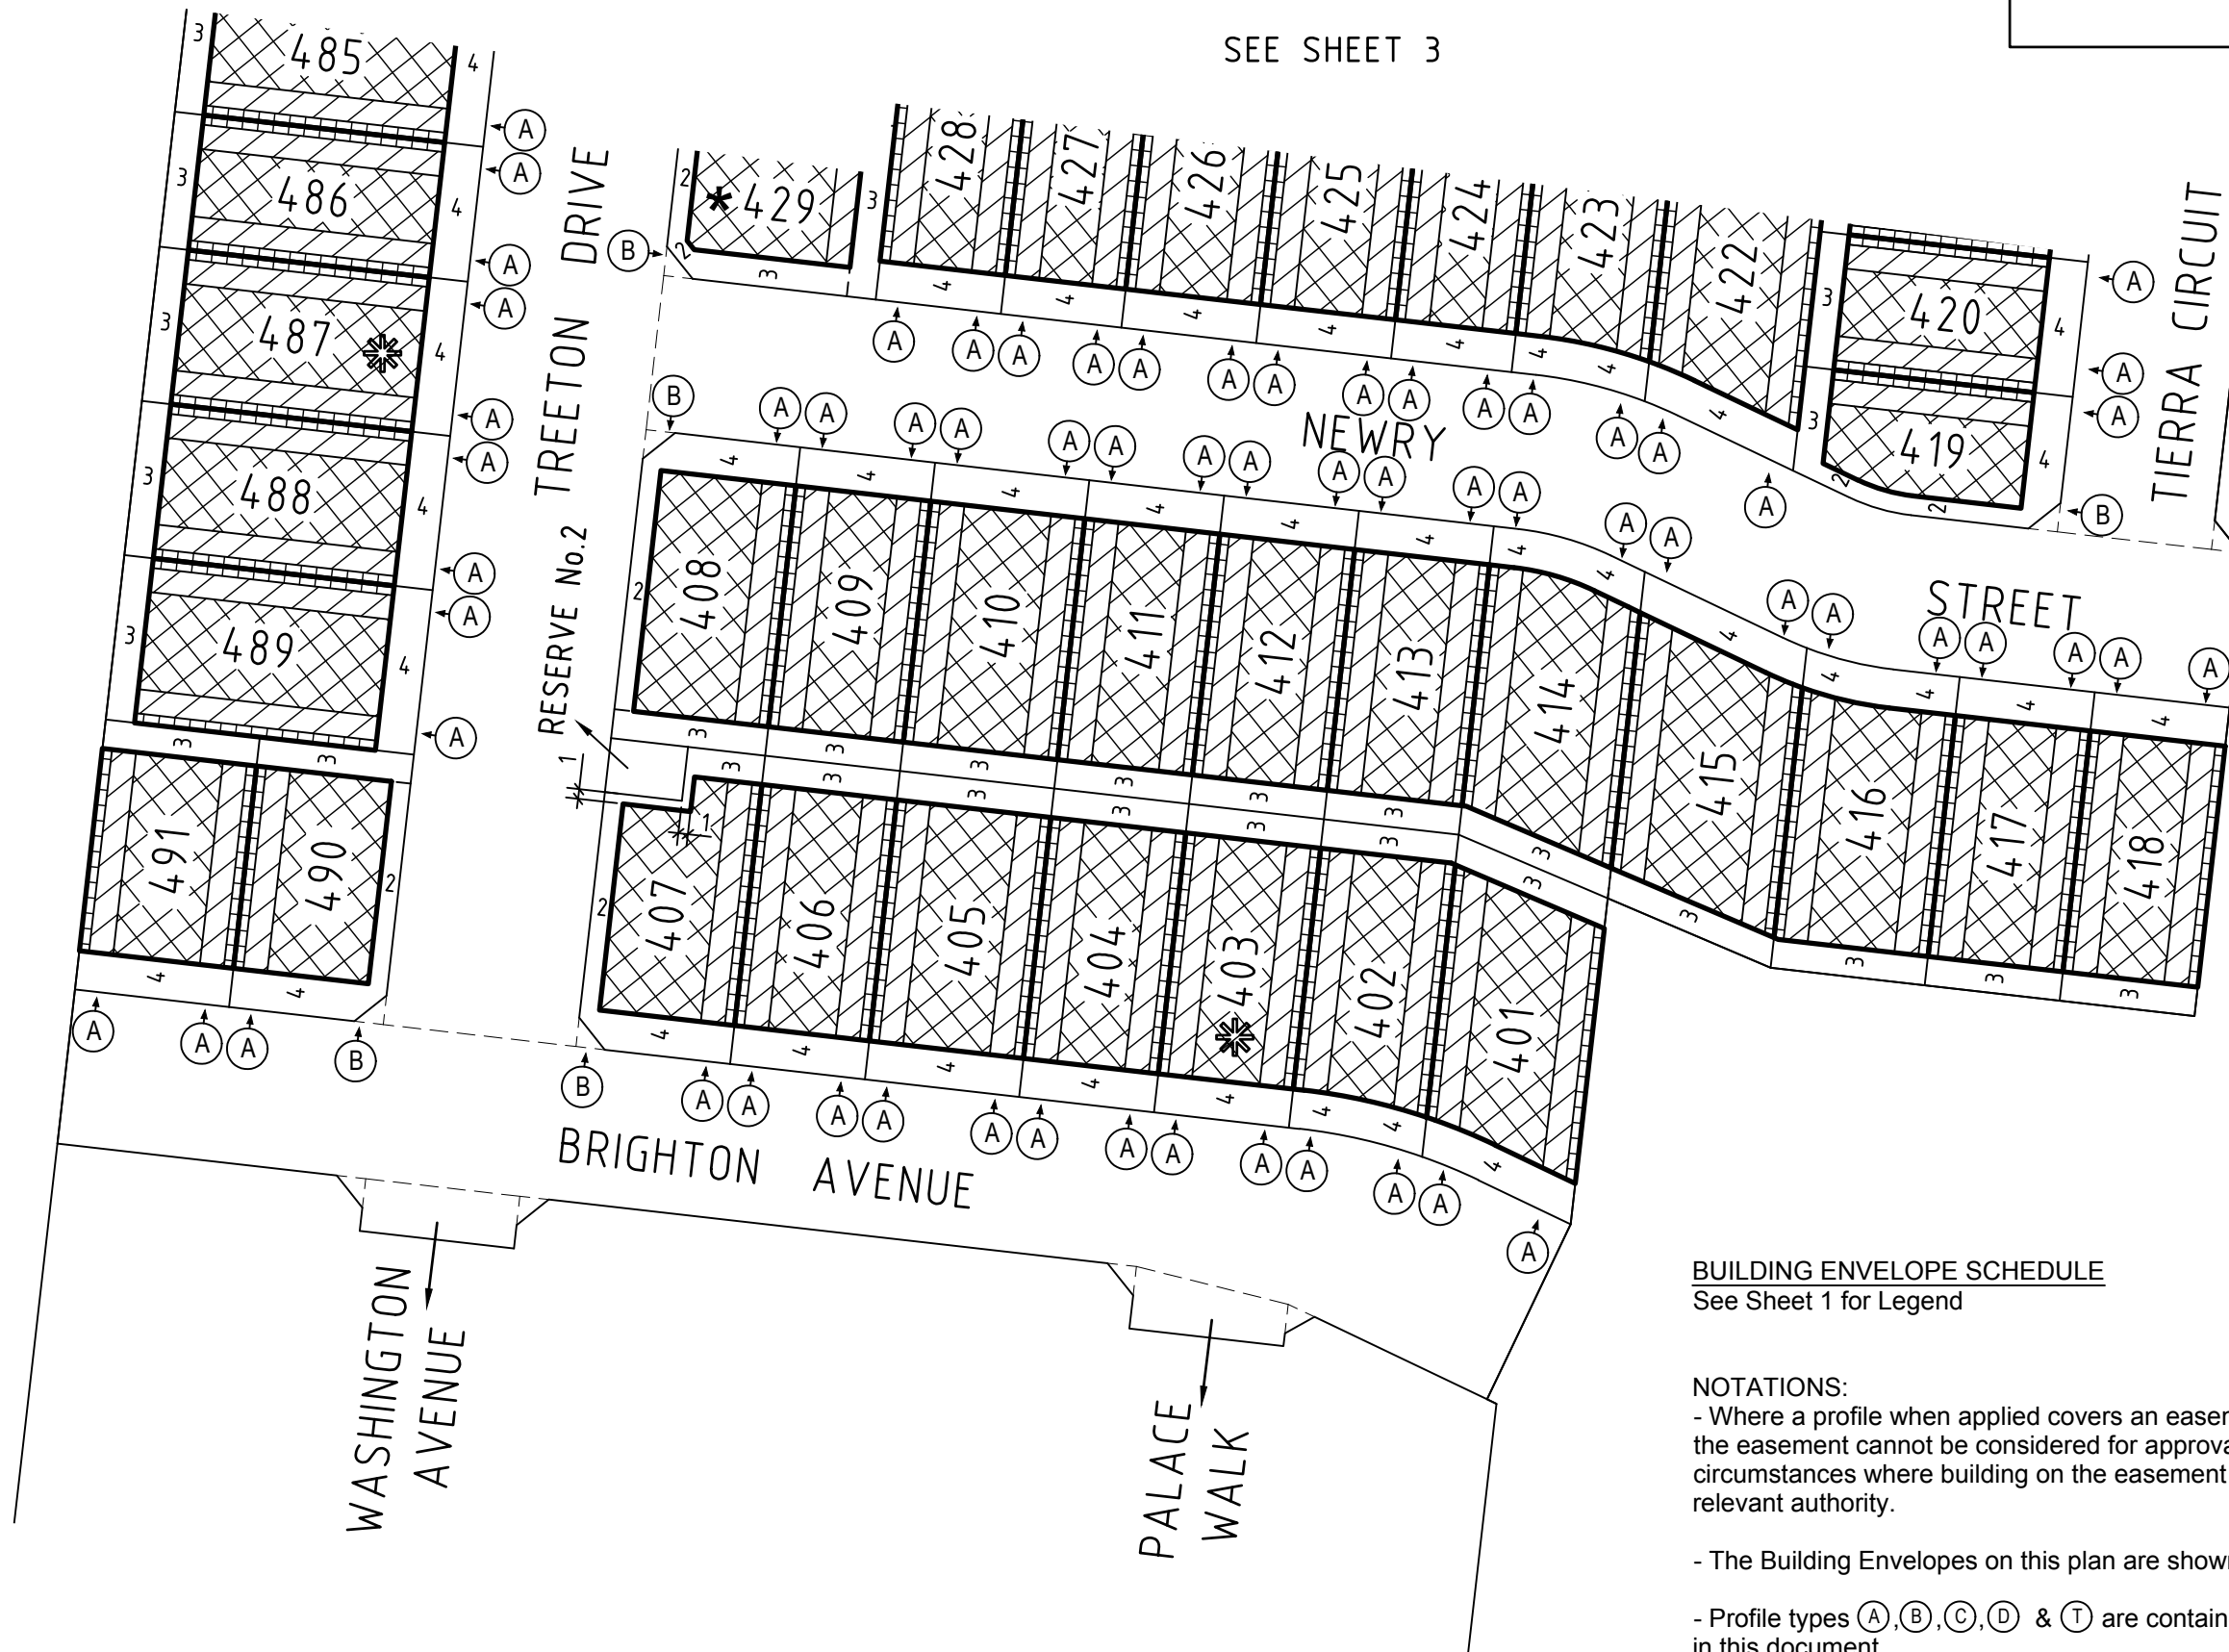 SEE SHEET 3
485
486
487
488
489
491
490
*429
428
427
426
425
424
423
422
420
419
TREETON DRIVE
RESERVE No.2
NEWRY
STREET
TIERRA CIRCUIT
408
409
410
411
412
413
414
415
416
417
418
407
406
405
404
403
402
401
BRIGHTON AVENUE
WASHINGTON
AVENUE
PALACE
WALK
BUILDING ENVELOPE SCHEDULE
See Sheet 1 for Legend
NOTATIONS:
- Where a profile when applied covers an
the easement cannot be considered for
circumstances where building on the easement
relevant authority.
- The Building Envelopes on this plan are
- Profile types A, B, C, D & T are
in this document